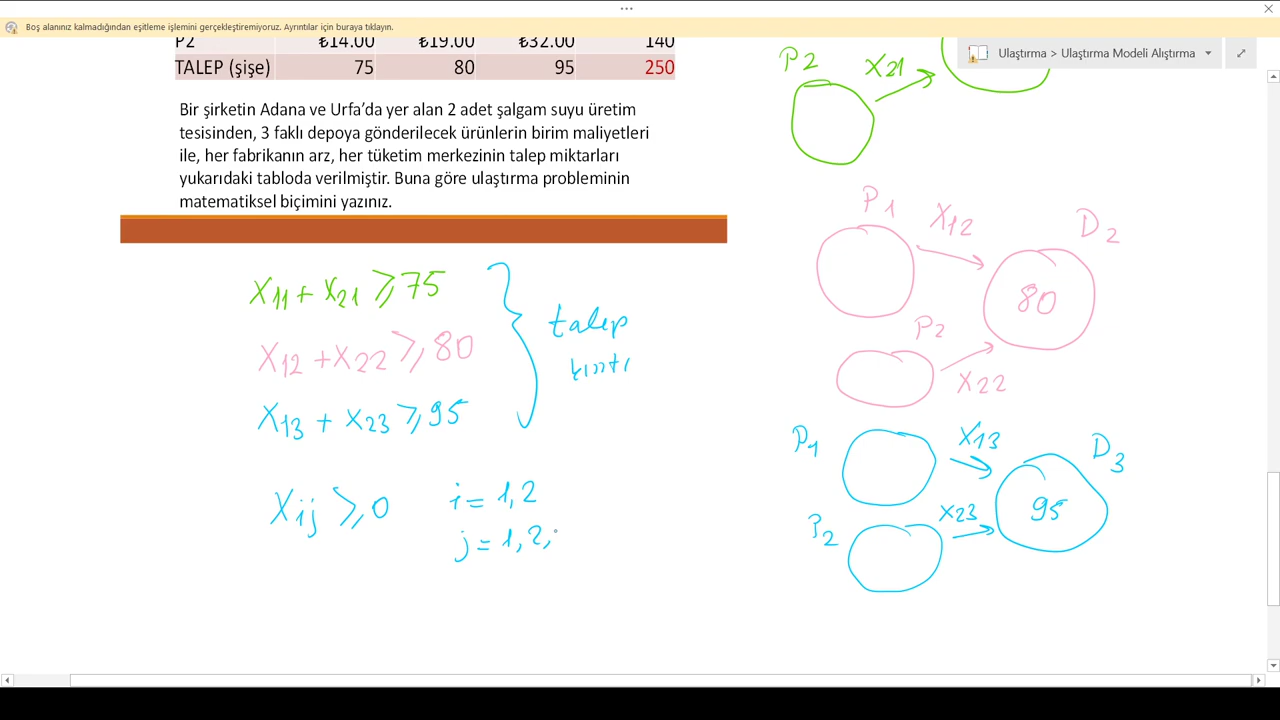 Boş alanınız kalmadığından eşitleme işlemini gerçekleştiremiyoruz. Ayrıntılar için buraya tıklayın.
P2 ₺14.00 ₺19.00 ₺32.00 140
TALEP (şişe) 75 80 95 250
Ulaştırma > Ulaştırma Modeli Alıştırma
Bir şirketin Adana ve Urfa’da yer alan 2 adet şalgam suyu üretim
tesisinden, 3 faklı depoya gönderilecek ürünlerin birim maliyetleri
ile, her fabrikanın arz, her tüketim merkezinin talep miktarları
yukarıdaki tabloda verilmiştir. Buna göre ulaştırma probleminin
matematiksel biçimini yazınız.
X11 + X21 ≥ 75
X12 + X22 ≥ 80
X13 + X23 ≥ 95
talep
Xij ≥ 0 i = 1, 2
j = 1, 2,
P2 X21
P1 X12 D2
80
P2
X22
P1 X13 D3
95
P2 X23